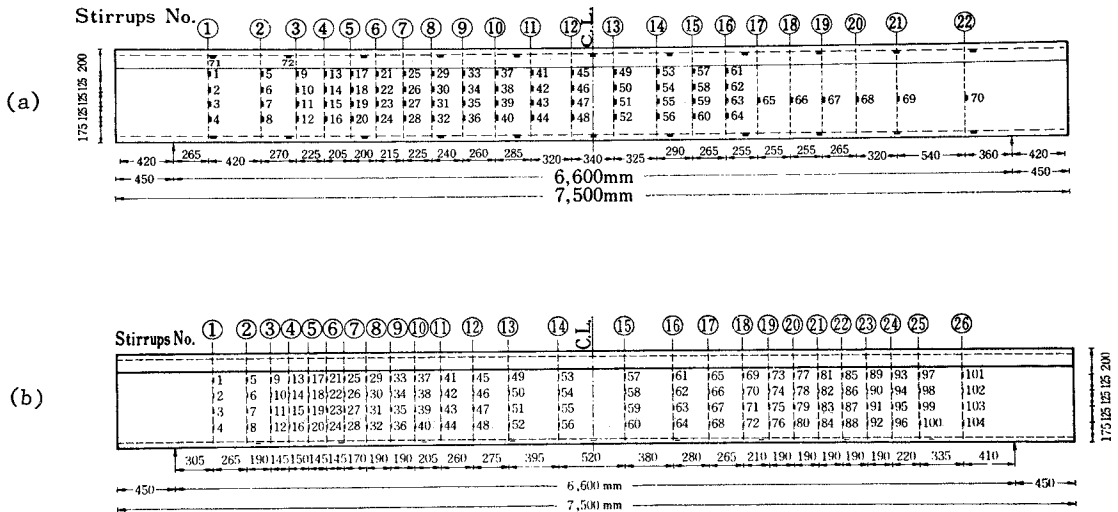 Stirrups No.
① ② ③ ④ ⑤ ⑥ ⑦ ⑧ ⑨ ⑩ ⑪ ⑫ C.L. ⑬ ⑭ ⑮ ⑯ ⑰ ⑱ ⑲ ⑳ ㉑ ㉒
(a)
200 125 125 125 175
71 72
1 5 9 13 17 21 25 29 33 37 41 45 49 53 57 61
2 6 10 14 18 22 26 30 34 38 42 46 50 54 58 62
3 7 11 15 19 23 27 31 35 39 43 47 51 55 59 63 65 66 67 68 69 70
4 8 12 16 20 24 28 32 36 40 44 48 52 56 60 64
420 265 420 270 225 205 200 215 225 240 260 285 320 340 325 290 265 255 255 255 265 320 540 360 420
450 6,600mm 450
7,500mm
Stirrups No.
① ② ③ ④ ⑤ ⑥ ⑦ ⑧ ⑨ ⑩ ⑪ ⑫ ⑬ ⑭ C.L. ⑮ ⑯ ⑰ ⑱ ⑲ ⑳ ㉑ ㉒ ㉓ ㉔ ㉕ ㉖
(b)
1 5 9 13 17 21 25 29 33 37 41 45 49 53 57 61 65 69 73 77 81 85 89 93 97 101
2 6 10 14 18 22 26 30 34 38 42 46 50 54 58 62 66 70 74 78 82 86 90 94 98 102
3 7 11 15 19 23 27 31 35 39 43 47 51 55 59 63 67 71 75 79 83 87 91 95 99 103
4 8 12 16 20 24 28 32 36 40 44 48 52 56 60 64 68 72 76 80 84 88 92 96 100 104
175 125 125 125 200
305 265 190 145 150 145 145 170 190 190 205 260 275 395 520 380 280 265 210 190 190 190 190 190 220 335 410
450 6,600 mm 450
7,500 mm